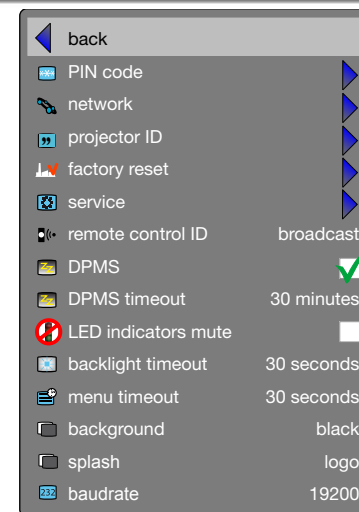 back
PIN code
network
projector ID
factory reset
service
remote control ID broadcast
DPMS
DPMS timeout 30 minutes
LED indicators mute
backlight timeout 30 seconds
menu timeout 30 seconds
background black
splash logo
232 baudrate 19200